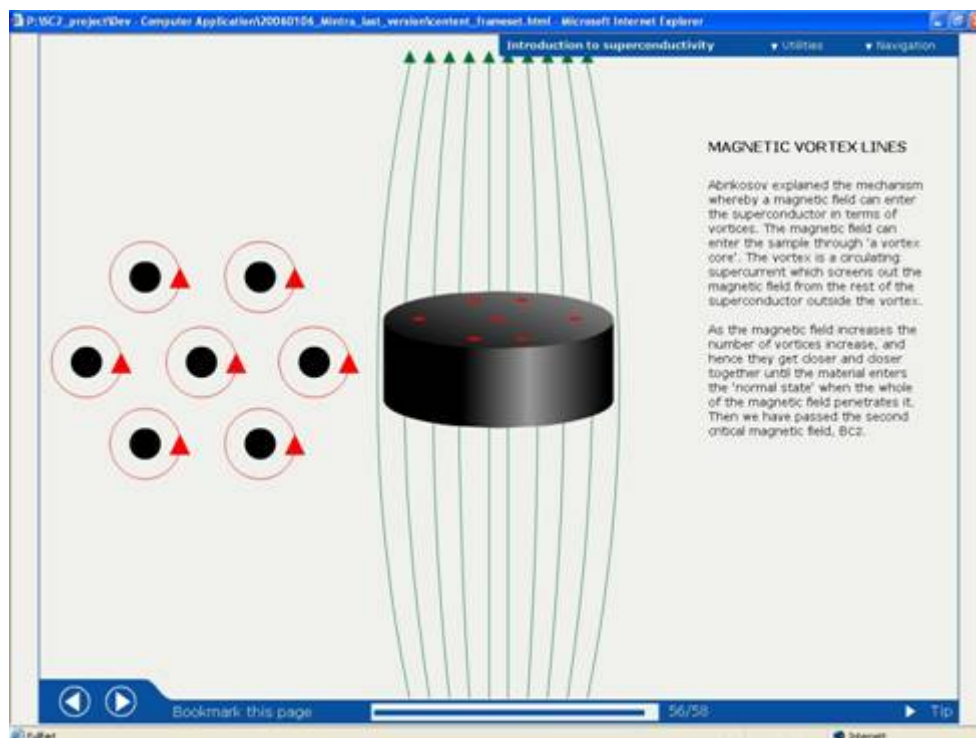 P:\SC2_project\Dev - Computer Application\20060106_Mintra_last_version\content_frameset.html - Microsoft Internet Explorer
Introduction to superconductivity
Utilities
Navigation
MAGNETIC VORTEX LINES
Abrikosov explained the mechanism
whereby a magnetic field can enter
the superconductor in terms of
vortices. The magnetic field can
enter the sample through 'a vortex
core'. The vortex is a circulating
supercurrent which screens out the
magnetic field from the rest of the
superconductor outside the vortex.
As the magnetic field increases the
number of vortices increase, and
hence they get closer and closer
together until the material enters
the 'normal state' when the whole
of the magnetic field penetrates it.
Then we have passed the second
critical magnetic field, Bc2.
Bookmark this page
56/58
Tip
Internett